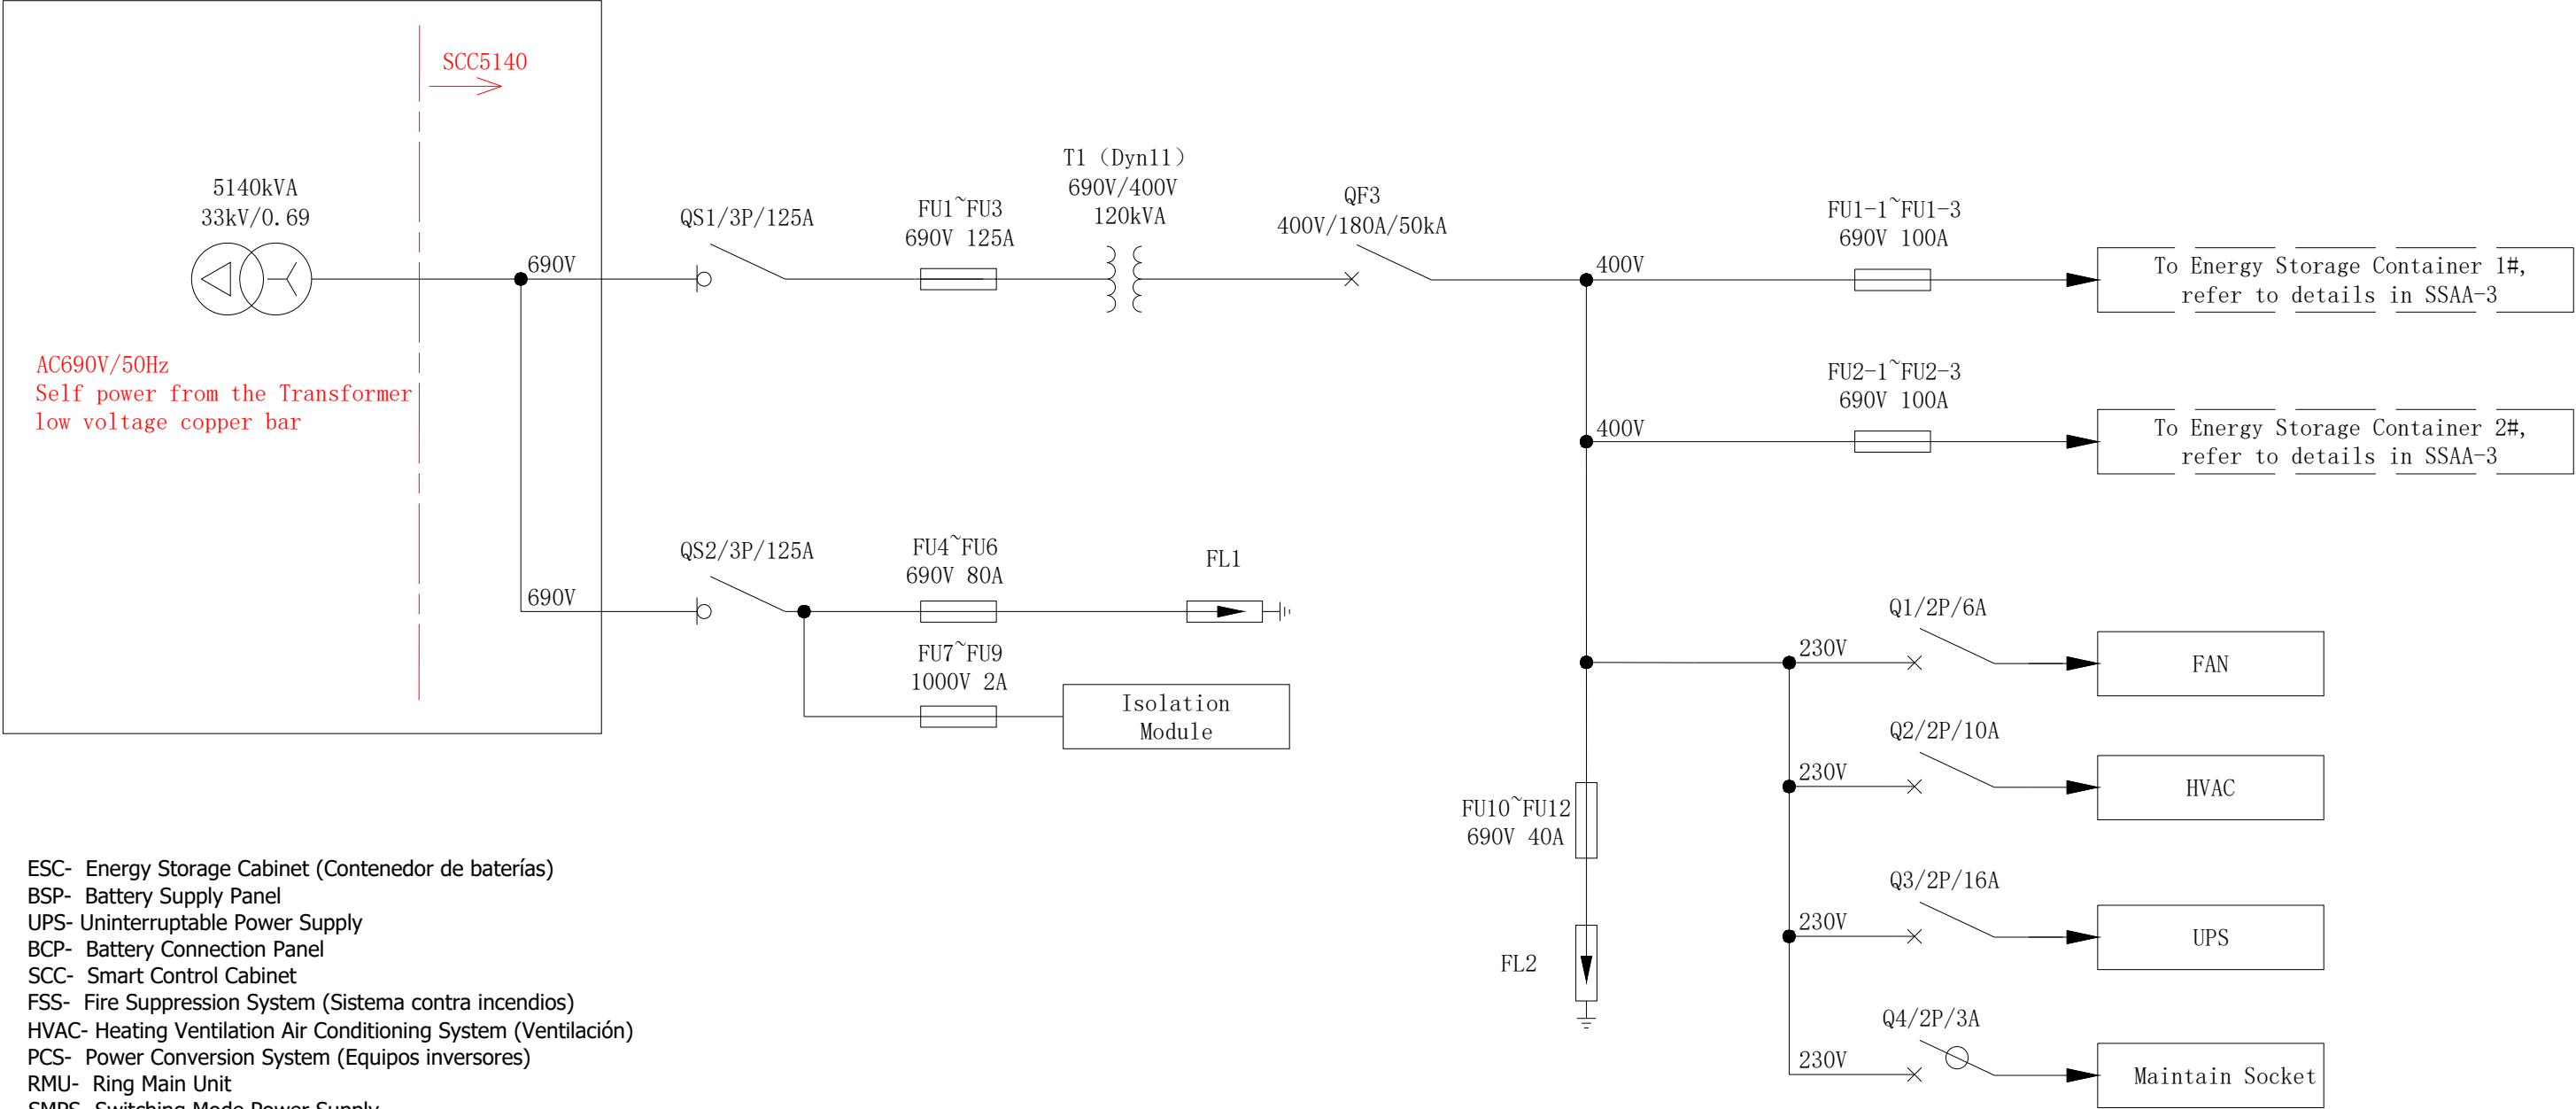 SCC5140
5140kVA
33kV/0.69
690V
AC690V/50Hz
Self power from the Transformer
low voltage copper bar
690V
QS1/3P/125A
FU1~FU3
690V 125A
T1 (Dyn11)
690V/400V
120kVA
QF3
400V/180A/50kA
400V
FU1-1~FU1-3
690V 100A
To Energy Storage Container 1#,
refer to details in SSAA-3
400V
FU2-1~FU2-3
690V 100A
To Energy Storage Container 2#,
refer to details in SSAA-3
QS2/3P/125A
FU4~FU6
690V 80A
FL1
FU7~FU9
1000V 2A
Isolation
Module
230V
Q1/2P/6A
FAN
230V
Q2/2P/10A
HVAC
FU10~FU12
690V 40A
FL2
230V
Q3/2P/16A
UPS
230V
Q4/2P/3A
Maintain Socket
ESC- Energy Storage Cabinet (Contenedor de baterías)
BSP- Battery Supply Panel
UPS- Uninterruptable Power Supply
BCP- Battery Connection Panel
SCC- Smart Control Cabinet
FSS- Fire Suppression System (Sistema contra incendios)
HVAC- Heating Ventilation Air Conditioning System (Ventilación)
PCS- Power Conversion System (Equipos inversores)
RMU- Ring Main Unit
SMPS- Switching Mode Power Supply